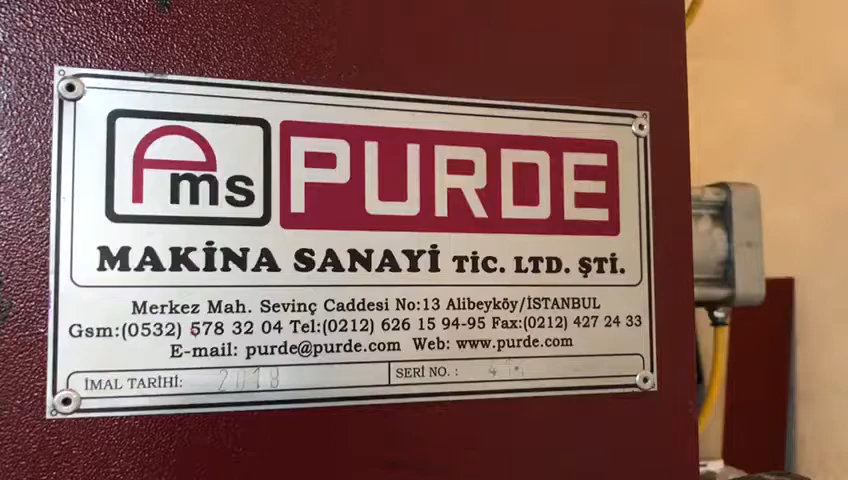 Pms PURDE
MAKİNA SANAYİ TİC. LTD. ŞTİ.
Merkez Mah. Sevinç Caddesi No:13 Alibeyköy/İSTANBUL
Gsm:(0532) 578 32 04 Tel:(0212) 626 15 94-95 Fax:(0212) 427 24 33
E-mail: purde@purde.com Web: www.purde.com
İMAL TARİHİ: 2018 SERİ NO. :